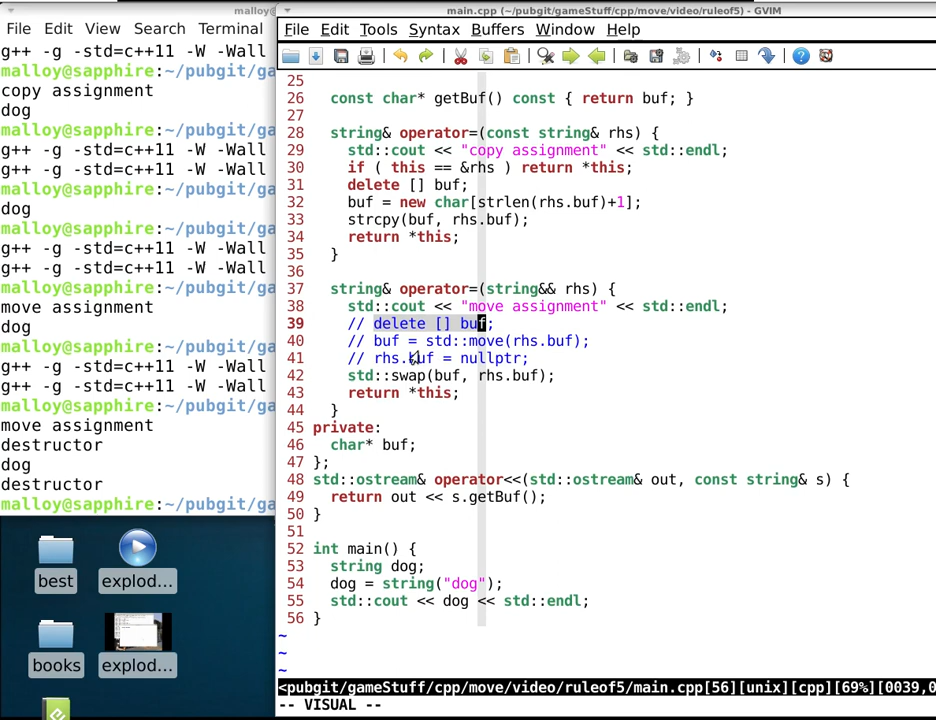 malloy@
File Edit View Search Terminal
g++ -g -std=c++11 -W -Wall
malloy@sapphire:~/pubgit/ga
copy assignment
dog
malloy@sapphire:~/pubgit/ga
g++ -g -std=c++11 -W -Wall
g++ -g -std=c++11 -W -Wall
malloy@sapphire:~/pubgit/ga
dog
malloy@sapphire:~/pubgit/ga
g++ -g -std=c++11 -W -Wall
g++ -g -std=c++11 -W -Wall
malloy@sapphire:~/pubgit/ga
move assignment
dog
malloy@sapphire:~/pubgit/ga
g++ -g -std=c++11 -W -Wall
g++ -g -std=c++11 -W -Wall
malloy@sapphire:~/pubgit/ga
move assignment
destructor
dog
destructor
malloy@sapphire:~/pubgit/ga
best explod...
books explod...
main.cpp (~/pubgit/gameStuff/cpp/move/video/ruleof5) - GVIM
File Edit Tools Syntax Buffers Window Help
25
26 const char* getBuf() const { return buf; }
27
28 string& operator=(const string& rhs) {
29 std::cout << "copy assignment" << std::endl;
30 if ( this == &rhs ) return *this;
31 delete [] buf;
32 buf = new char[strlen(rhs.buf)+1];
33 strcpy(buf, rhs.buf);
34 return *this;
35 }
36
37 string& operator=(string&& rhs) {
38 std::cout << "move assignment" << std::endl;
39 // delete [] buf;
40 // buf = std::move(rhs.buf);
41 // rhs.buf = nullptr;
42 std::swap(buf, rhs.buf);
43 return *this;
44 }
45 private:
46 char* buf;
47 };
48 std::ostream& operator<<(std::ostream& out, const string& s) {
49 return out << s.getBuf();
50 }
51
52 int main() {
53 string dog;
54 dog = string("dog");
55 std::cout << dog << std::endl;
56 }
~
~
~
<pubgit/gameStuff/cpp/move/video/ruleof5/main.cpp[56][unix][cpp][69%][0039,0
-- VISUAL --